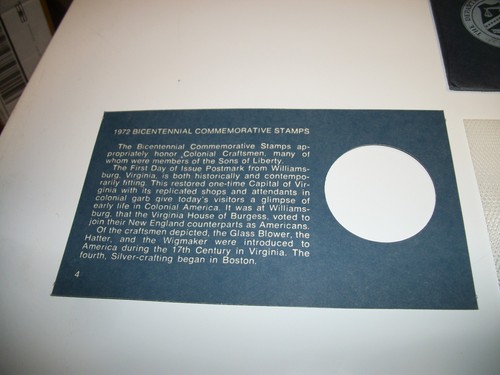 1972 BICENTENNIAL COMMEMORATIVE STAMPS
The Bicentennial Commemorative Stamps ap-
propriately honor Colonial Craftsmen, many of
whom were members of the Sons of Liberty.
The First Day of Issue Postmark from Williams-
burg, Virginia, is both historically and contempo-
rarily fitting. This restored one-time Capital of Vir-
ginia with its replicated shops and attendants in
colonial garb give today's visitors a glimpse of
early life in Colonial America. It was at Williams-
burg, that the Virginia House of Burgess, voted to
join their New England counterparts as Americans.
Of the craftsmen depicted, the Glass Blower, the
Hatter, and the Wigmaker were introduced to
America during the 17th Century in Virginia. The
fourth, Silver-crafting began in Boston.
4